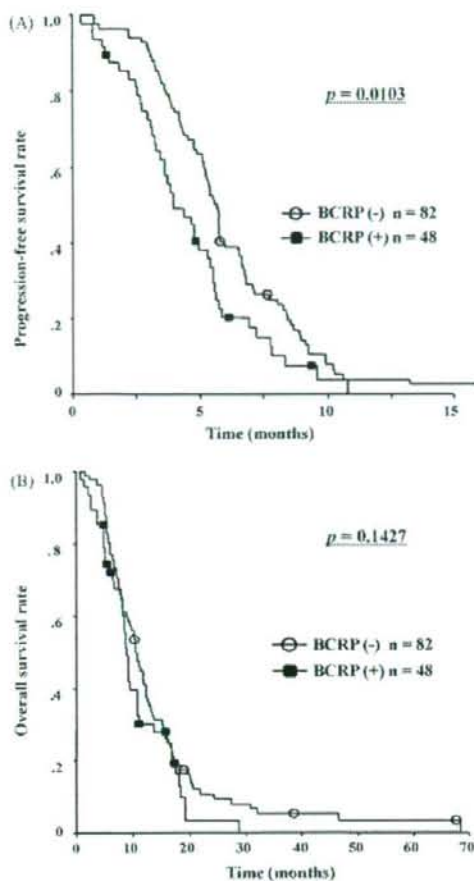 (A)
1.0
.8
.6
.4
.2
0
Progression-free survival rate
p = 0.0103
BCRP (-) n = 82
BCRP (+) n = 48
0 5 10 15
Time (months)
(B)
1.0
.8
.6
.4
.2
0
Overall survival rate
p = 0.1427
BCRP (-) n = 82
BCRP (+) n = 48
0 10 20 30 40 50 60 70
Time (months)